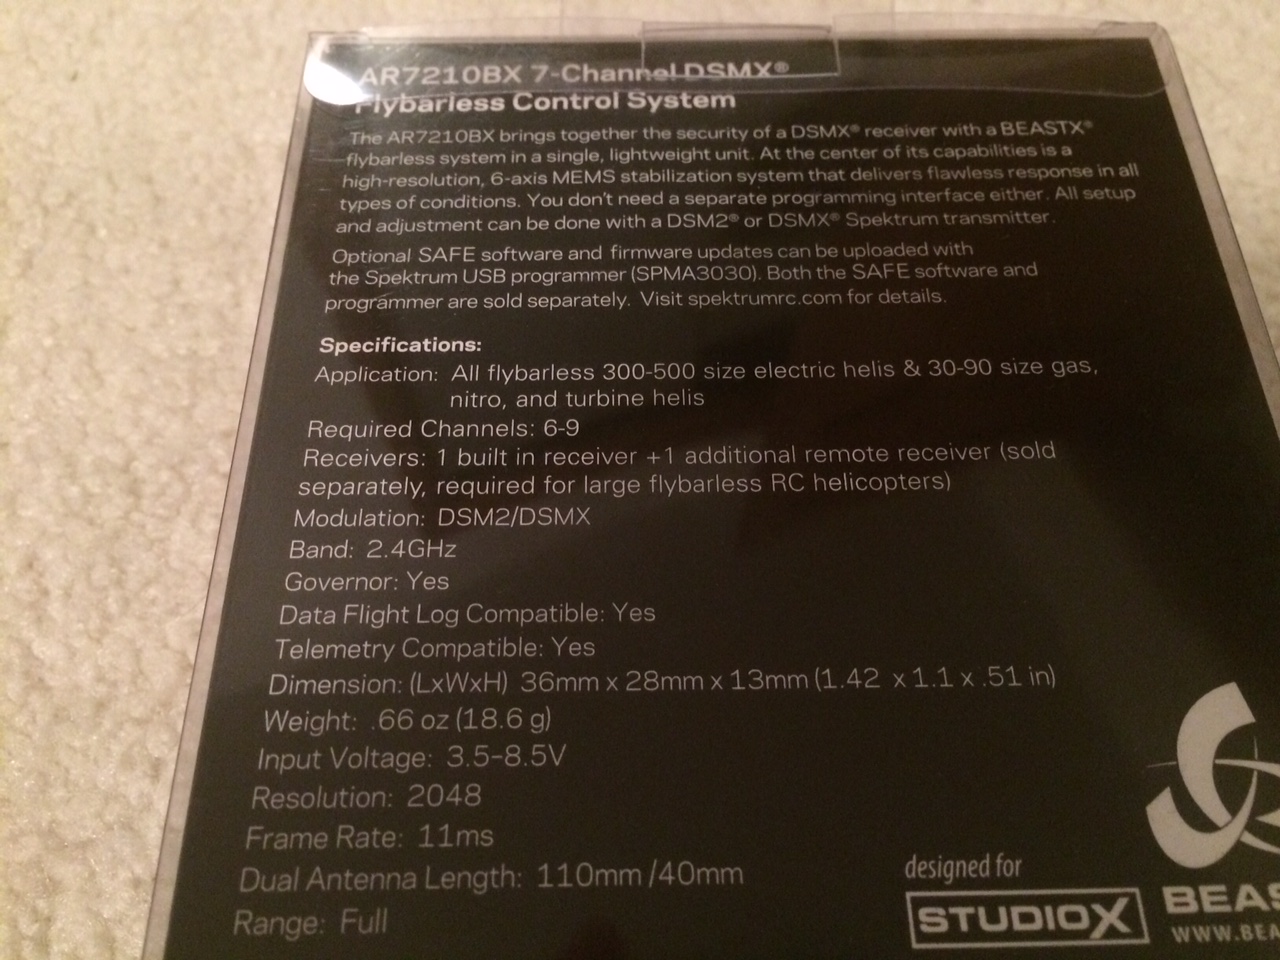 AR7210BX 7-Channel DSMX®
Flybarless Control System
The AR7210BX brings together the security of a DSMX® receiver with a BEASTX®
flybarless system in a single, lightweight unit. At the center of its capabilities is a
high-resolution, 6-axis MEMS stabilization system that delivers flawless response in all
types of conditions. You don't need a separate programming interface either. All setup
and adjustment can be done with a DSM2® or DSMX® Spektrum transmitter.
Optional SAFE software and firmware updates can be uploaded with
the Spektrum USB programmer (SPMA3030). Both the SAFE software and
programmer are sold separately. Visit spektrumrc.com for details.
Specifications:
Application: All flybarless 300-500 size electric helis & 30-90 size gas,
nitro, and turbine helis
Required Channels: 6-9
Receivers: 1 built in receiver +1 additional remote receiver (sold
separately, required for large flybarless RC helicopters)
Modulation: DSM2/DSMX
Band: 2.4GHz
Governor: Yes
Data Flight Log Compatible: Yes
Telemetry Compatible: Yes
Dimension: (LxWxH) 36mm x 28mm x 13mm (1.42 x 1.1 x .51 in)
Weight: .66 oz (18.6 g)
Input Voltage: 3.5-8.5V
Resolution: 2048
Frame Rate: 11ms
Dual Antenna Length: 110mm /40mm
Range: Full
designed for
STUDIOX
BEAS
WWW.BEA